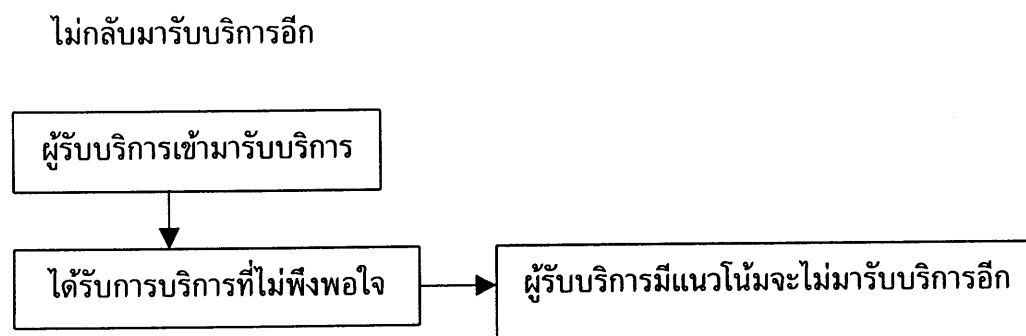 ไม่กลับมารับบริการอีก
ผู้รับบริการเข้ามารับบริการ
ได้รับการบริการที่ไม่พึงพอใจ
ผู้รับบริการมีแนวโน้มจะไม่มารับบริการอีก